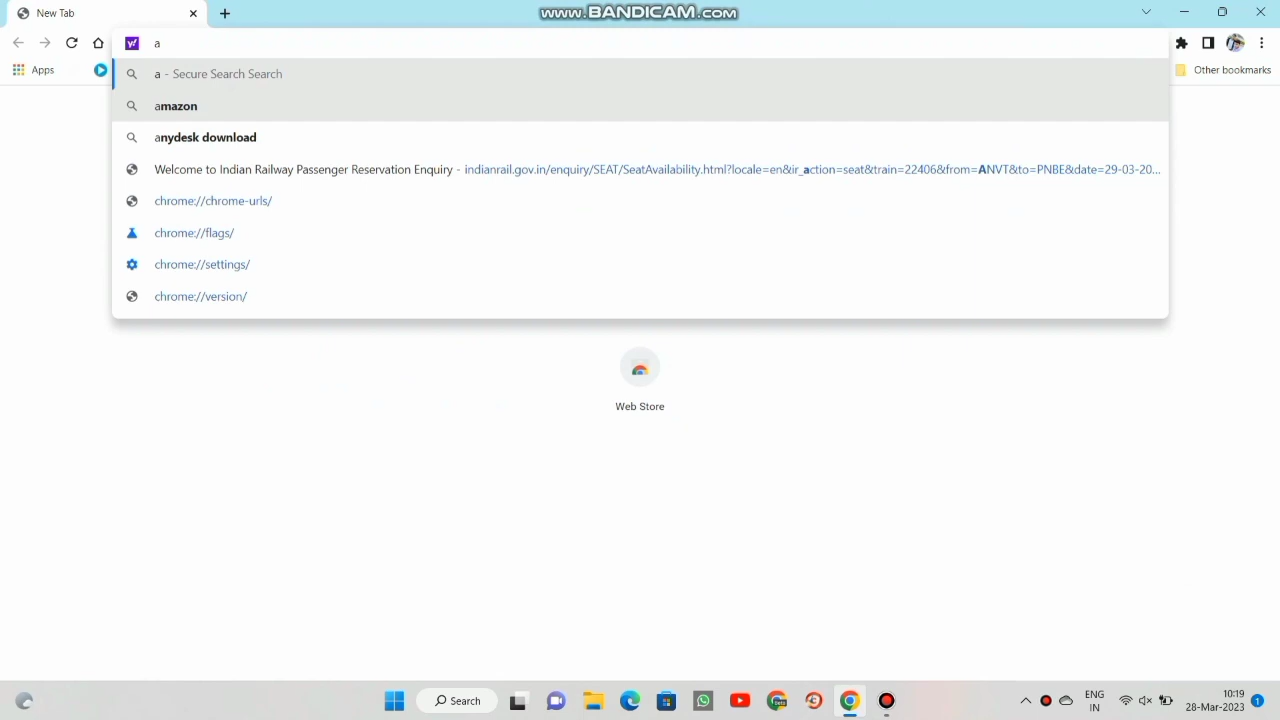 New Tab
www.BANDICAM.com
a
a - Secure Search Search
amazon
anydesk download
Welcome to Indian Railway Passenger Reservation Enquiry - indianrail.gov.in/enquiry/SEAT/SeatAvailability.html?locale=en&ir_action=seat&train=22406&from=ANVT&to=PNBE&date=29-03-20...
chrome://chrome-urls/
chrome://flags/
chrome://settings/
chrome://version/
Apps
Other bookmarks
Web Store
Search
Beta
ENG
IN
10:19
28-Mar-2023
1